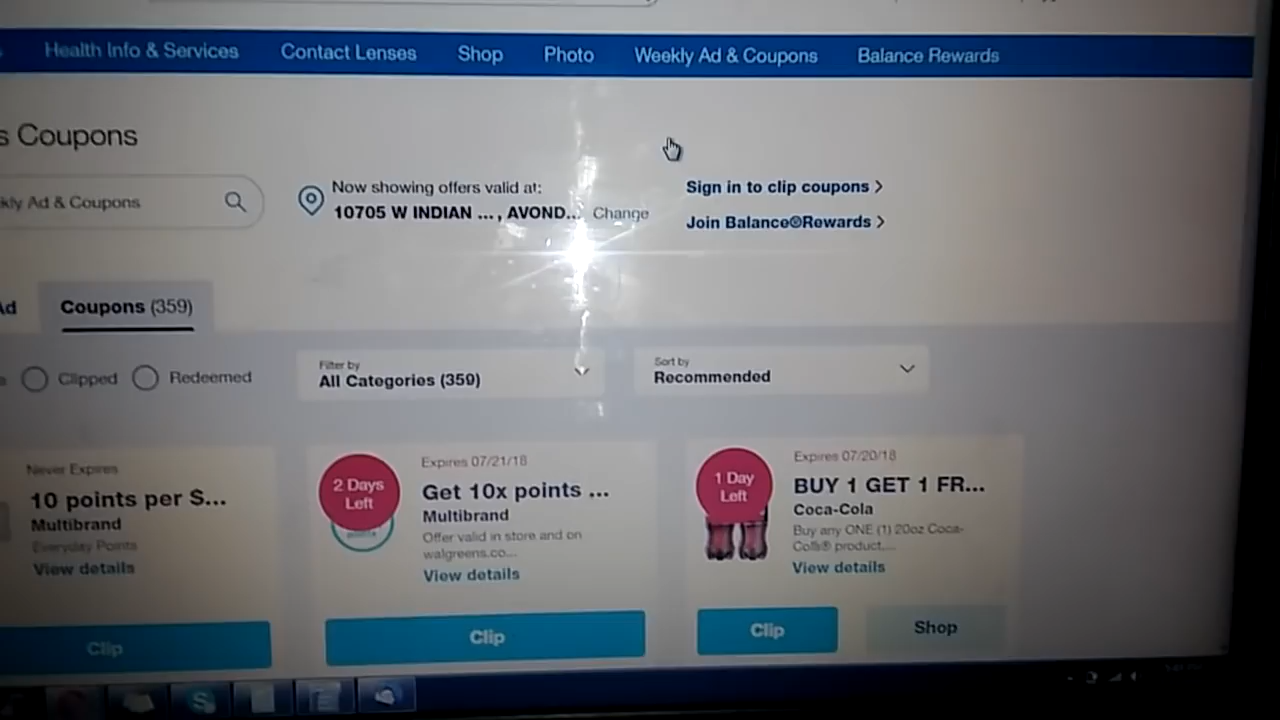 Health Info & Services Contact Lenses Shop Photo Weekly Ad & Coupons Balance Rewards
s Coupons
Now showing offers valid at:
Sign in to clip coupons >
kly Ad & Coupons
10705 W INDIAN ... , AVOND... Change
Join Balance®Rewards >
Ad Coupons (359)
Clipped Redeemed
Filter by
All Categories (359)
Sort by
Recommended
Never Expires
10 points per $...
Multibrand
Everyday Points
View details
Clip
2 Days
Left
points
Expires 07/21/18
Get 10x points ...
Multibrand
Offer valid in store and on
walgreens.co...
View details
Clip
1 Day
Left
Expires 07/20/18
BUY 1 GET 1 FR...
Coca-Cola
Buy any ONE (1) 20oz Coca-
Cola® product,...
View details
Clip
Shop